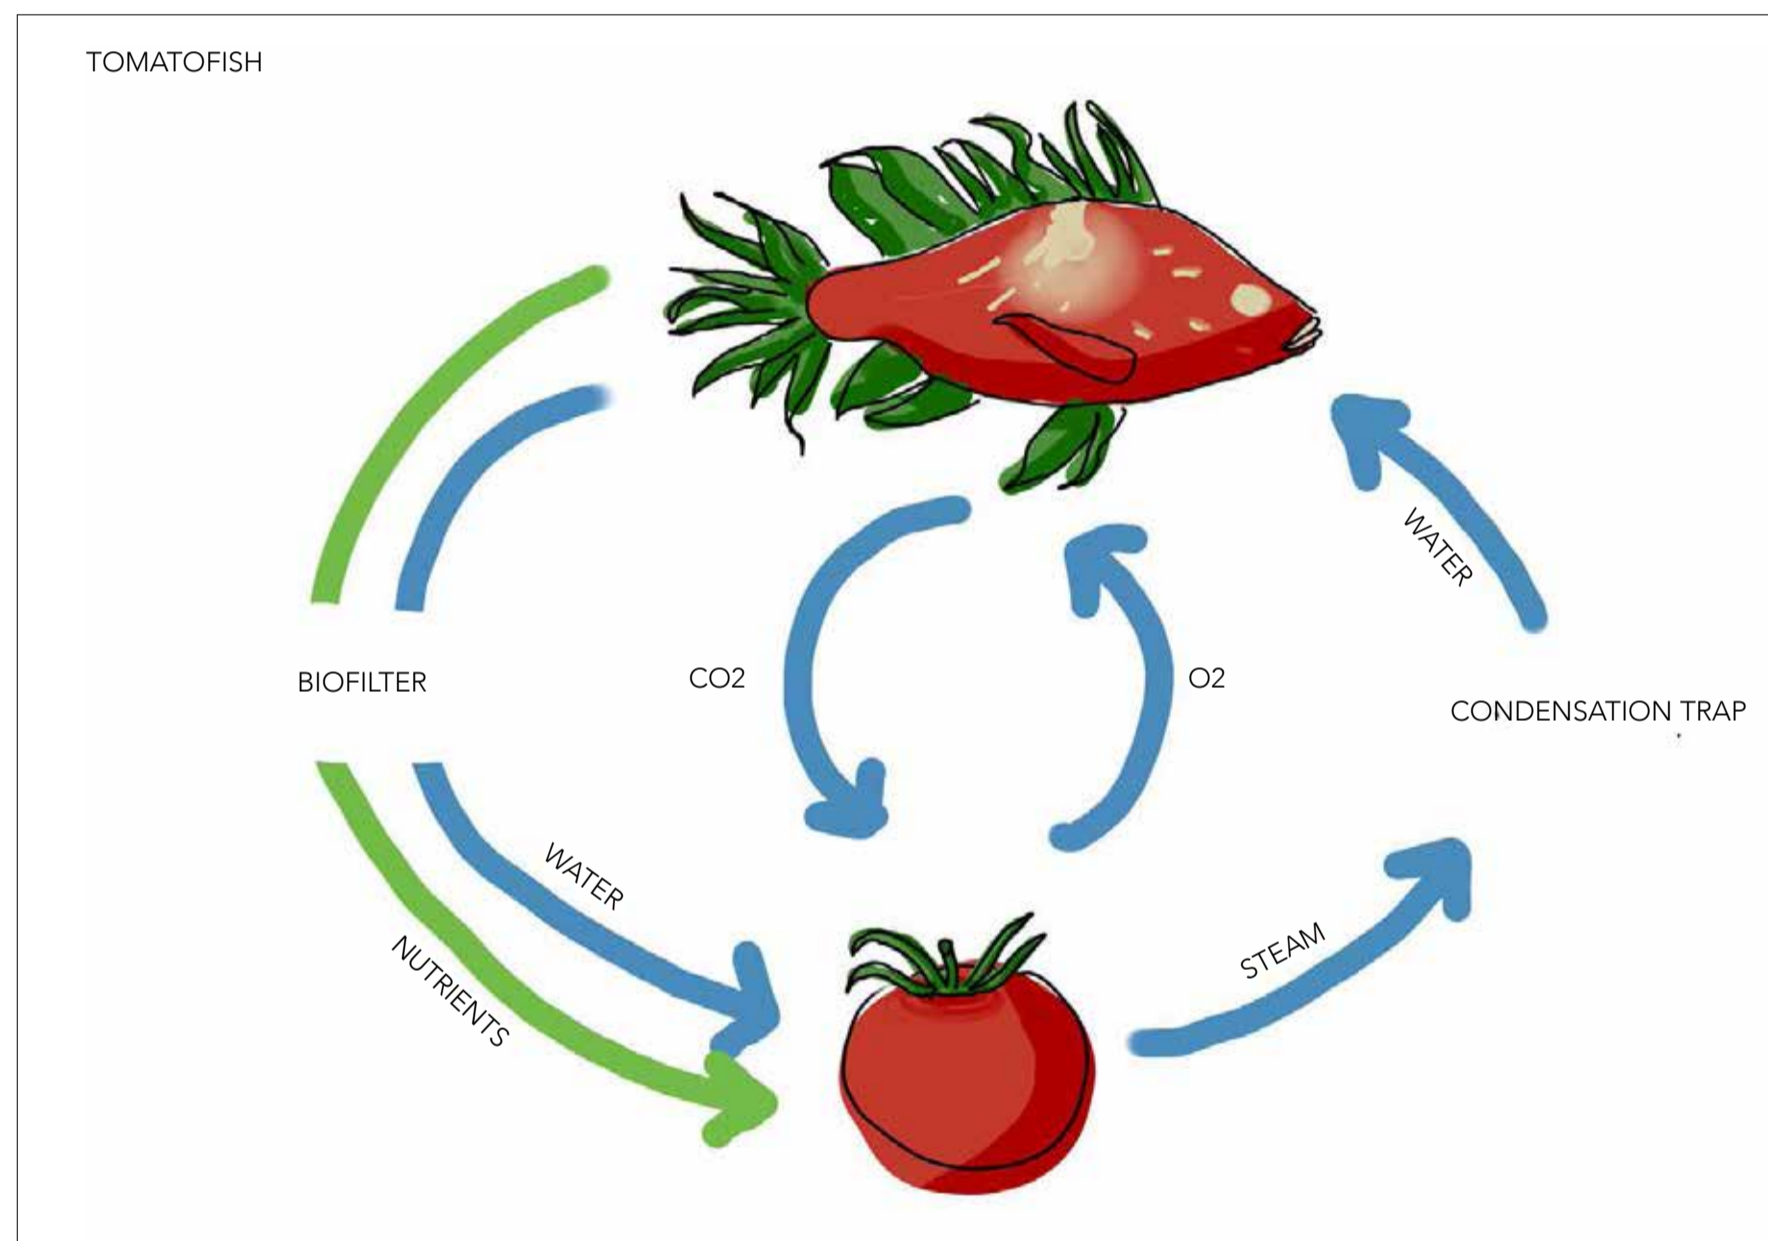 TOMATOFISH
WATER
BIOFILTER
CO2
O2
CONDENSATION TRAP
WATER
NUTRIENTS
STEAM